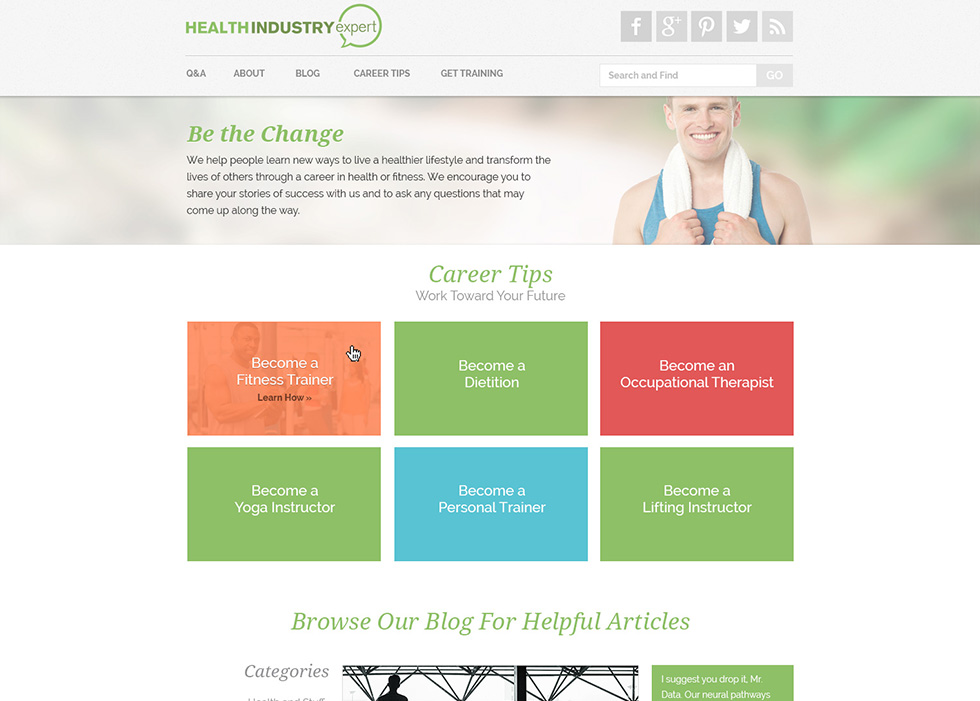 HEALTHINDUSTRYexpert
f g+ P
Q&A ABOUT BLOG CAREER TIPS GET TRAINING
Search and Find GO
Be the Change
We help people learn new ways to live a healthier lifestyle and transform the
lives of others through a career in health or fitness. We encourage you to
share your stories of success with us and to ask any questions that may
come up along the way.
Career Tips
Work Toward Your Future
Become a
Fitness Trainer
Learn How »
Become a
Dietition
Become an
Occupational Therapist
Become a
Yoga Instructor
Become a
Personal Trainer
Become a
Lifting Instructor
Browse Our Blog For Helpful Articles
Categories
Health and Stuff
I suggest you drop it, Mr.
Data. Our neural pathways